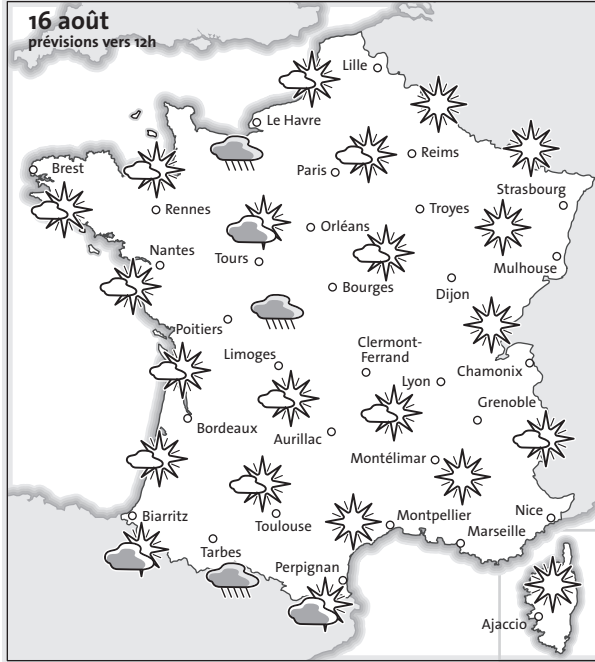 16 août
prévisions vers 12h
Lille
Le Havre
Reims
Paris
Brest
Strasbourg
Rennes
Troyes
Orléans
Nantes
Tours
Mulhouse
Bourges
Dijon
Poitiers
Clermont-
Ferrand
Limoges
Chamonix
Lyon
Grenoble
Bordeaux
Aurillac
Montélimar
Biarritz
Toulouse
Montpellier
Nice
Marseille
Tarbes
Perpignan
Ajaccio